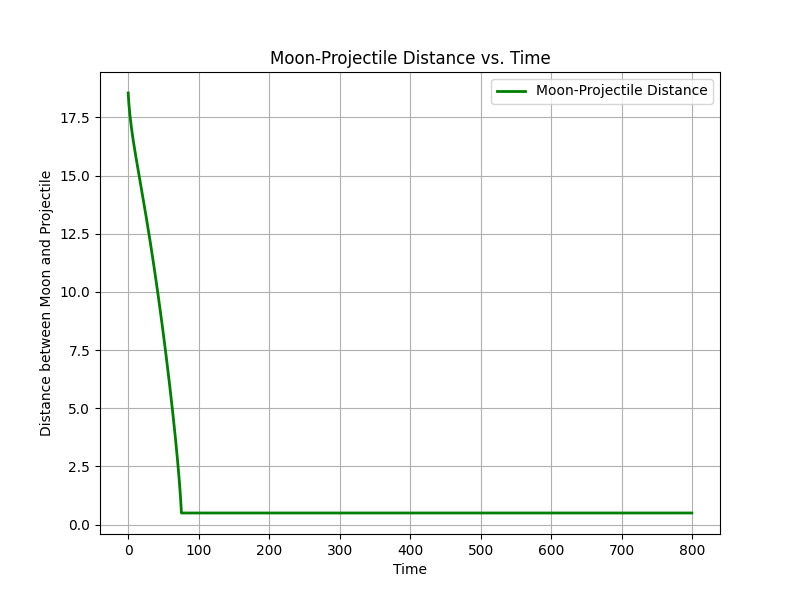 Moon-Projectile Distance vs. Time
Moon-Projectile Distance
Distance between Moon and Projectile
17.5
15.0
12.5
10.0
7.5
5.0
2.5
0.0
0 100 200 300 400 500 600 700 800
Time